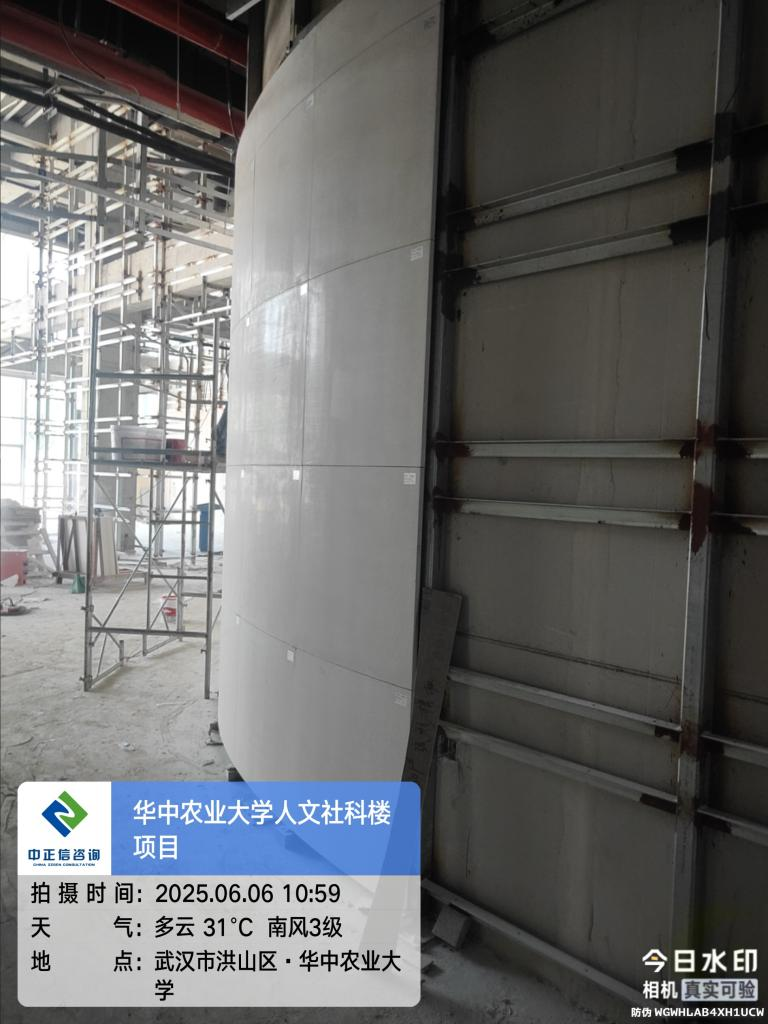 中正信咨询
CHINA ZZXEN CONSULTATION
华中农业大学人文社科楼
项目
拍摄时间：2025.06.06 10:59
天气：多云 31℃ 南风3级
地点：武汉市洪山区·华中农业大
学
今日水印
相机 真实可验
防伪 WGWHLAB4XH1UCW